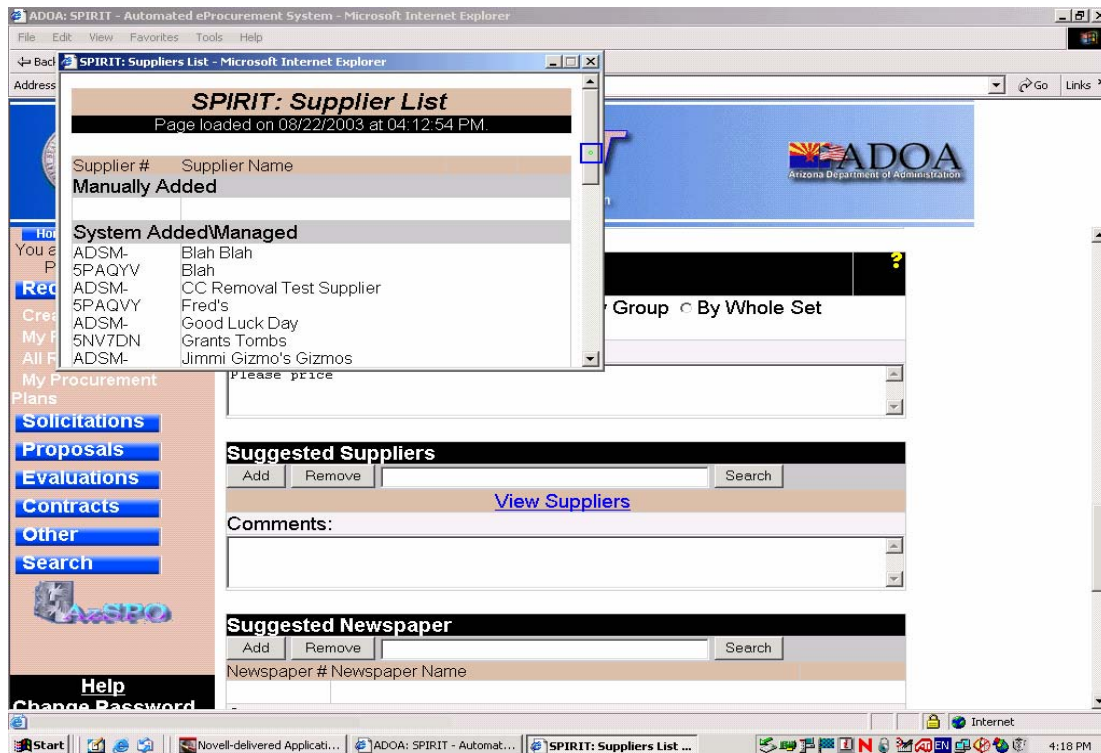 ADOA: SPIRIT - Automated eProcurement System - Microsoft Internet Explorer
File Edit View Favorites Tools Help
Back
SPIRIT: Suppliers List - Microsoft Internet Explorer
Address
Go Links
SPIRIT: Supplier List
Page loaded on 08/22/2003 at 04:12:54 PM.
Supplier # Supplier Name
Manually Added
System Added\Managed
ADSM- Blah Blah
5PAQYV Blah
ADSM- CC Removal Test Supplier
5PAQVY Fred's
ADSM- Good Luck Day
5NV7DN Grants Tombs
ADSM- Jimmi Gizmo's Gizmos
ADOA
Arizona Department of Administration
?
Group By Whole Set
Please price
My Procurement
Plans
Solicitations
Proposals
Evaluations
Contracts
Other
Search
AzSPO
Help
Change Password
Suggested Suppliers
Add Remove Search
View Suppliers
Comments:
Suggested Newspaper
Add Remove Search
Newspaper # Newspaper Name
Internet
Start Novell-delivered Applicati... ADOA: SPIRIT - Automat... SPIRIT: Suppliers List ... EN 4:18 PM